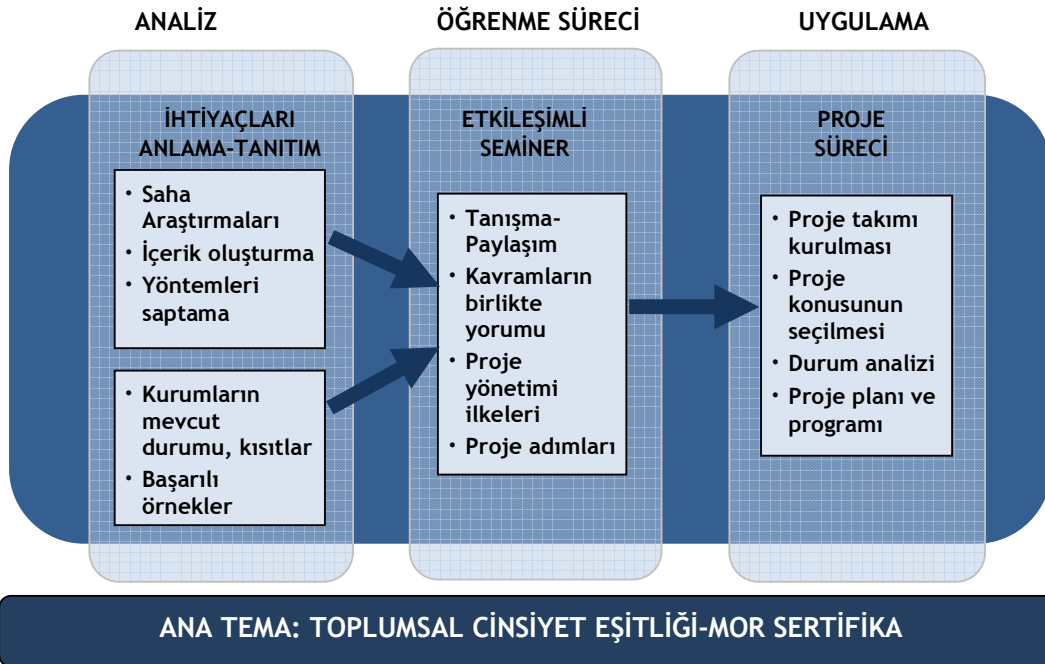 ANALİZ
ÖĞRENME SÜRECİ
UYGULAMA
İHTİYAÇLARI
ANLAMA-TANITIM
• Saha
Araştırmaları
• İçerik oluşturma
• Yöntemleri
saptama
• Kurumların
mevcut
durumu, kısıtlar
• Başarılı
örnekler
ETKİLEŞİMLİ
SEMİNER
• Tanışma-
Paylaşım
• Kavramların
birlikte
yorumu
• Proje
yönetimi
ilkeleri
• Proje adımları
PROJE
SÜRECİ
• Proje takımı
kurulması
• Proje
konusunun
seçilmesi
• Durum analizi
• Proje planı ve
programı
ANA TEMA: TOPLUMSAL CİNSİYET EŞİTLİĞİ-MOR SERTİFİKA